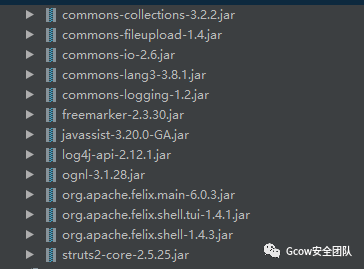 commons-collections-3.2.2.jar
commons-fileupload-1.4.jar
commons-io-2.6.jar
commons-lang3-3.8.1.jar
commons-logging-1.2.jar
freemarker-2.3.30.jar
javassist-3.20.0-GA.jar
log4j-api-2.12.1.jar
ognl-3.1.28.jar
org.apache.felix.main-6.0.3.jar
org.apache.felix.shell.tui-1.4.1.jar
org.apache.felix.shell-1.4.3.jar
struts2-core-2.5.25.jar
Gcow安全团队